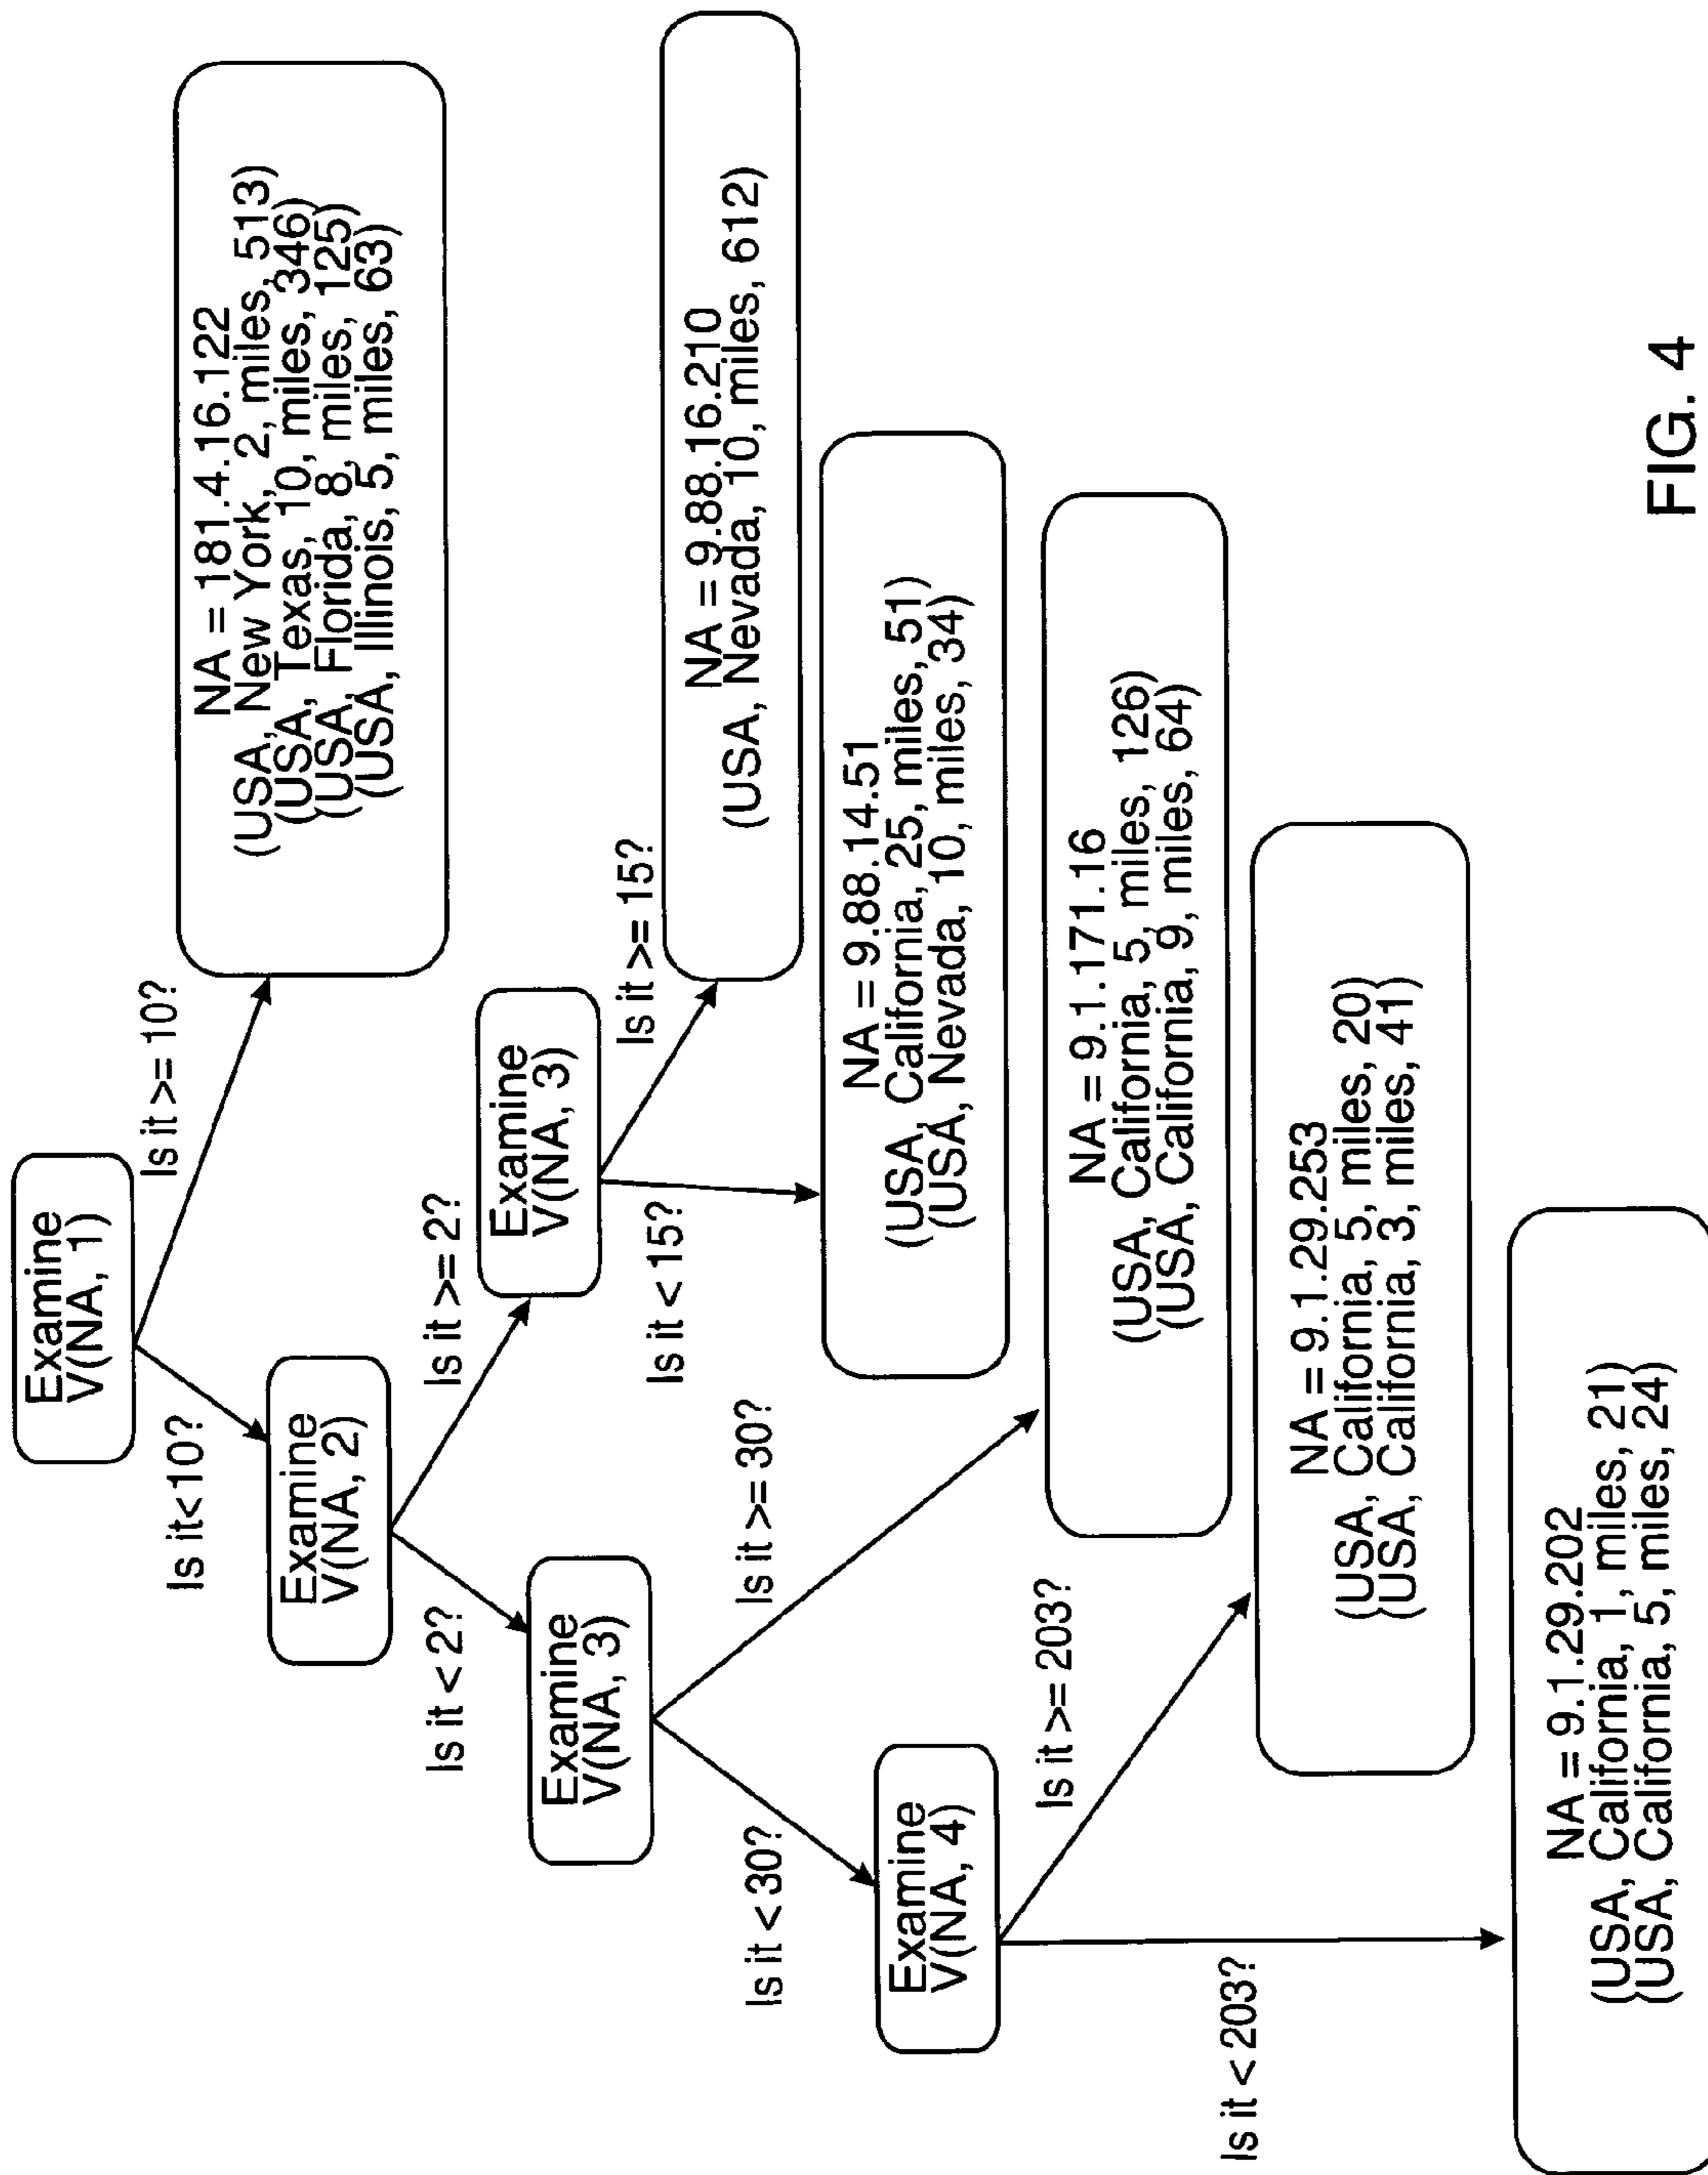 Examine
V(NA, 1)
Is it<10?
Is it >= 10?
NA = 181.4.16.122
(USA, New York, 2, miles, 513)
(USA, Texas, 10, miles, 346)
(USA, Florida, 8, miles, 125)
(USA, Illinois, 5, miles, 63)
Examine
V(NA, 2)
Is it < 2?
Is it >= 2?
Examine
V(NA, 3)
Is it < 15?
Is it >= 15?
NA = 9.88.16.210
(USA, Nevada, 10, miles, 612)
Examine
V(NA, 3)
Is it < 30?
Is it >= 30?
NA = 9.88.14.51
(USA, California, 25, miles, 51)
(USA, Nevada, 10, miles, 34)
Examine
V(NA, 4)
Is it < 203?
Is it >= 203?
NA = 9.1.171.16
(USA, California, 5, miles, 126)
(USA, California, 9, miles, 64)
NA = 9.1.29.253
(USA, California, 5, miles, 20)
(USA, California, 3, miles, 41)
NA = 9.1.29.202
(USA, California, 1, miles, 21)
(USA, California, 5, miles, 24)
FIG. 4